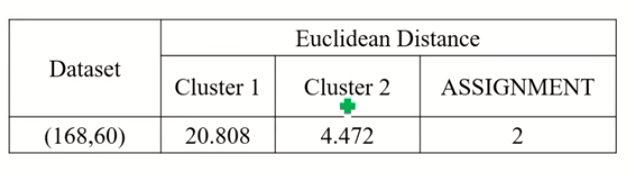 Dataset
Euclidean Distance
Cluster 1
Cluster 2
ASSIGNMENT
(168,60)
20.808
4.472
2